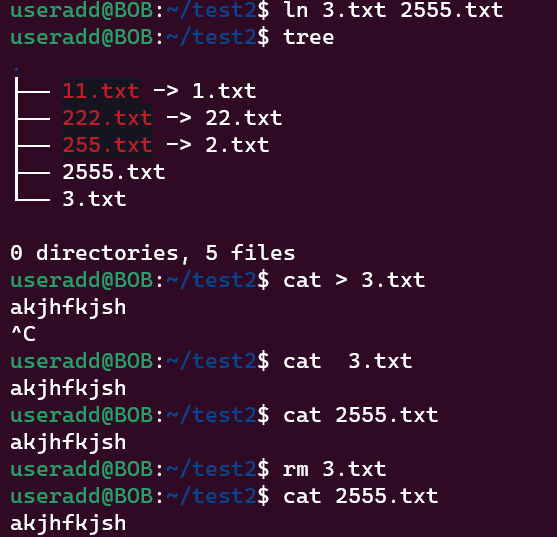 useradd@BOB:~/test2$ ln 3.txt 2555.txt
useradd@BOB:~/test2$ tree
.
├── 11.txt -> 1.txt
├── 222.txt -> 22.txt
├── 255.txt -> 2.txt
├── 2555.txt
└── 3.txt
0 directories, 5 files
useradd@BOB:~/test2$ cat > 3.txt
akjhfkjsh
^C
useradd@BOB:~/test2$ cat  3.txt
akjhfkjsh
useradd@BOB:~/test2$ cat 2555.txt
akjhfkjsh
useradd@BOB:~/test2$ rm 3.txt
useradd@BOB:~/test2$ cat 2555.txt
akjhfkjsh